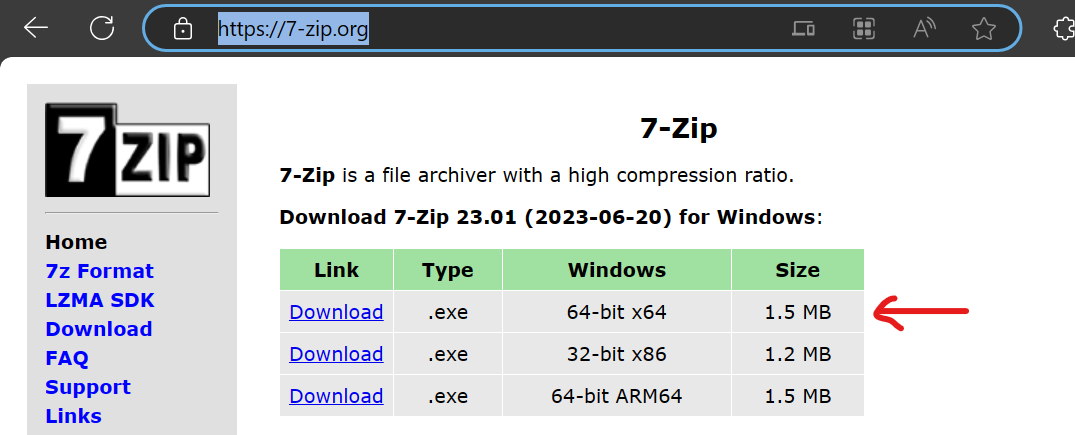 https://7-zip.org
7ZIP
Home
7z Format
LZMA SDK
Download
FAQ
Support
Links
7-Zip
7-Zip is a file archiver with a high compression ratio.
Download 7-Zip 23.01 (2023-06-20) for Windows:
Link Type Windows Size
Download .exe 64-bit x64 1.5 MB
Download .exe 32-bit x86 1.2 MB
Download .exe 64-bit ARM64 1.5 MB